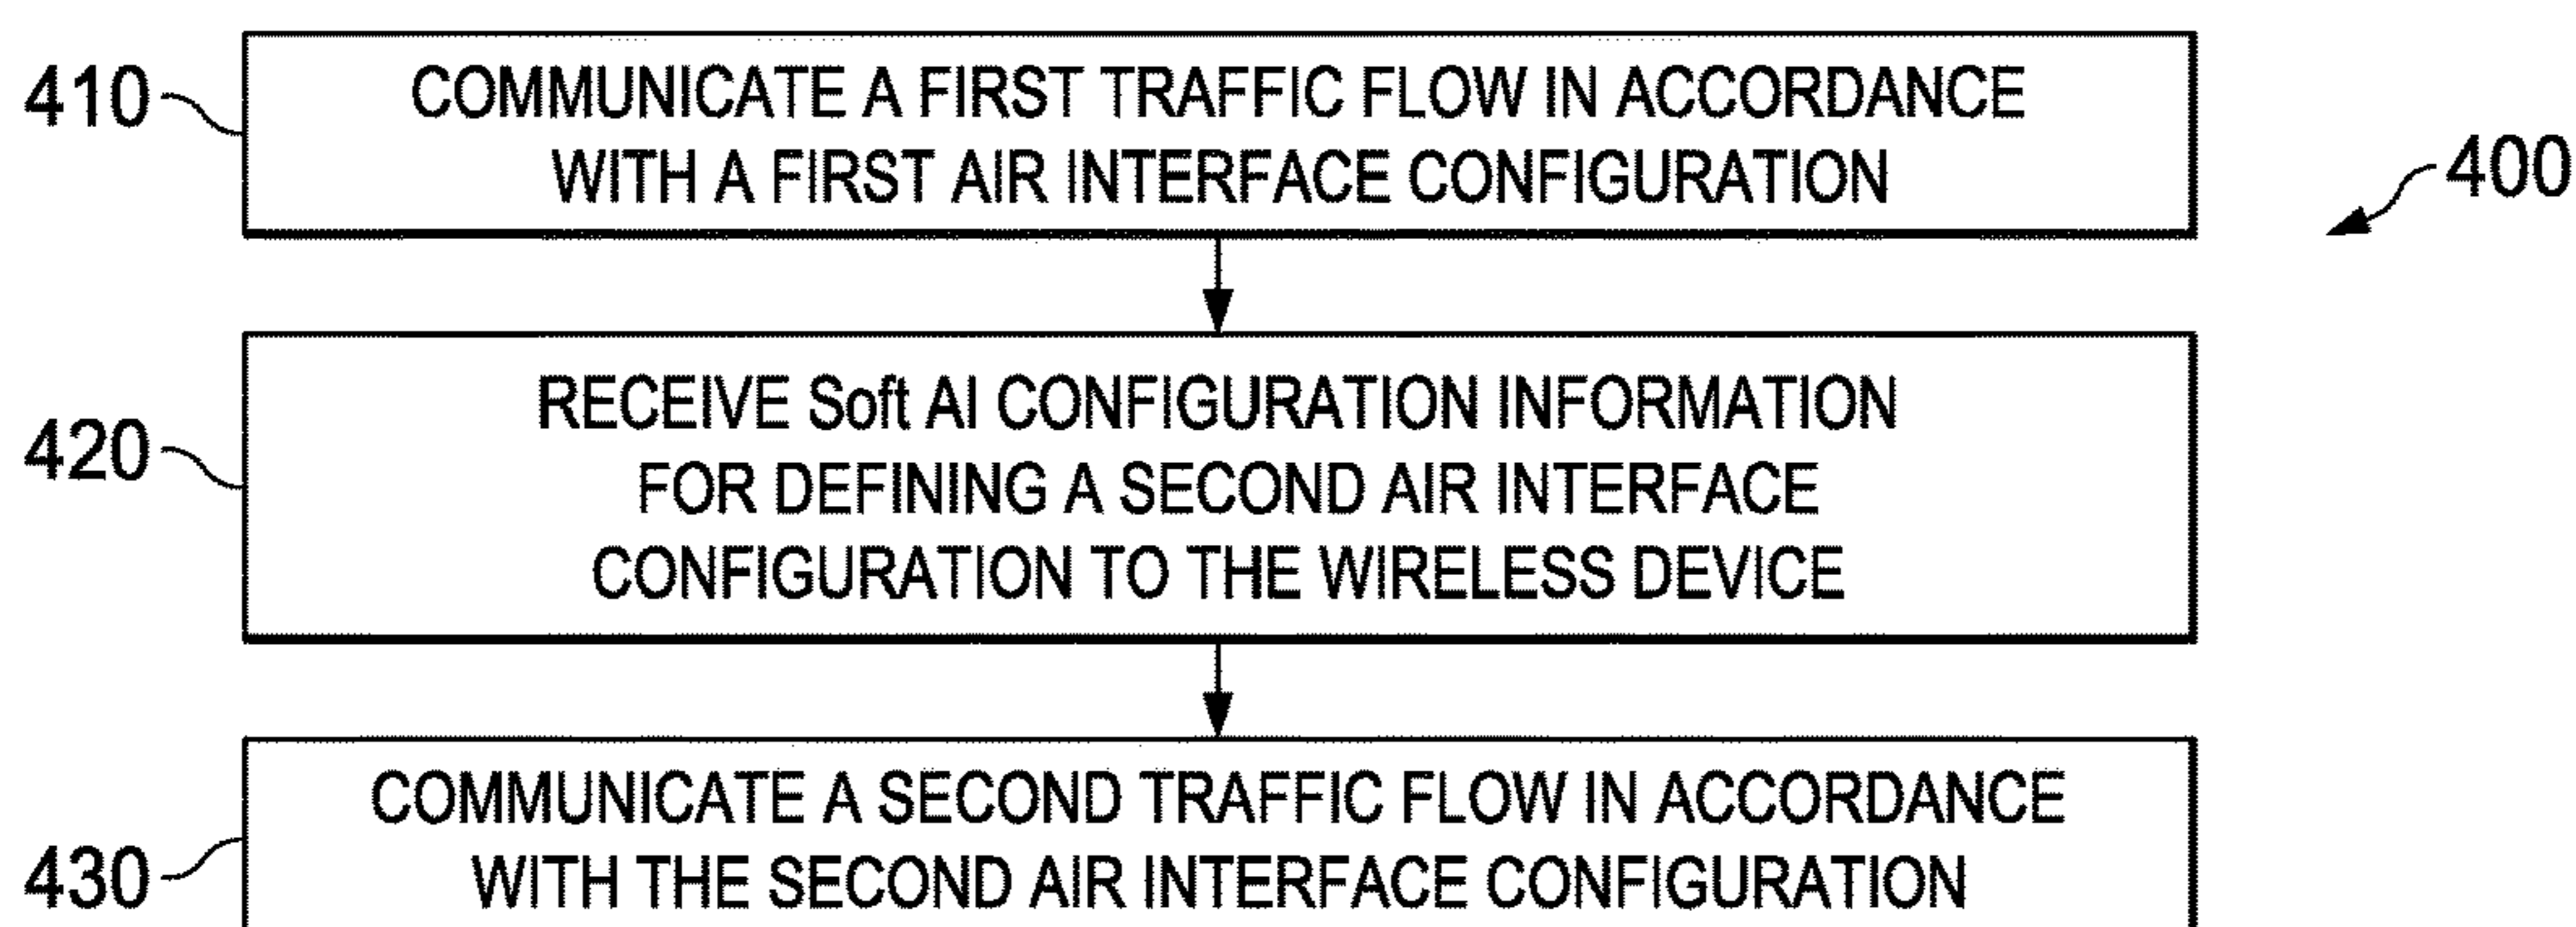 410
COMMUNICATE A FIRST TRAFFIC FLOW IN ACCORDANCE
WITH A FIRST AIR INTERFACE CONFIGURATION
400
420
RECEIVE Soft AI CONFIGURATION INFORMATION
FOR DEFINING A SECOND AIR INTERFACE
CONFIGURATION TO THE WIRELESS DEVICE
430
COMMUNICATE A SECOND TRAFFIC FLOW IN ACCORDANCE
WITH THE SECOND AIR INTERFACE CONFIGURATION